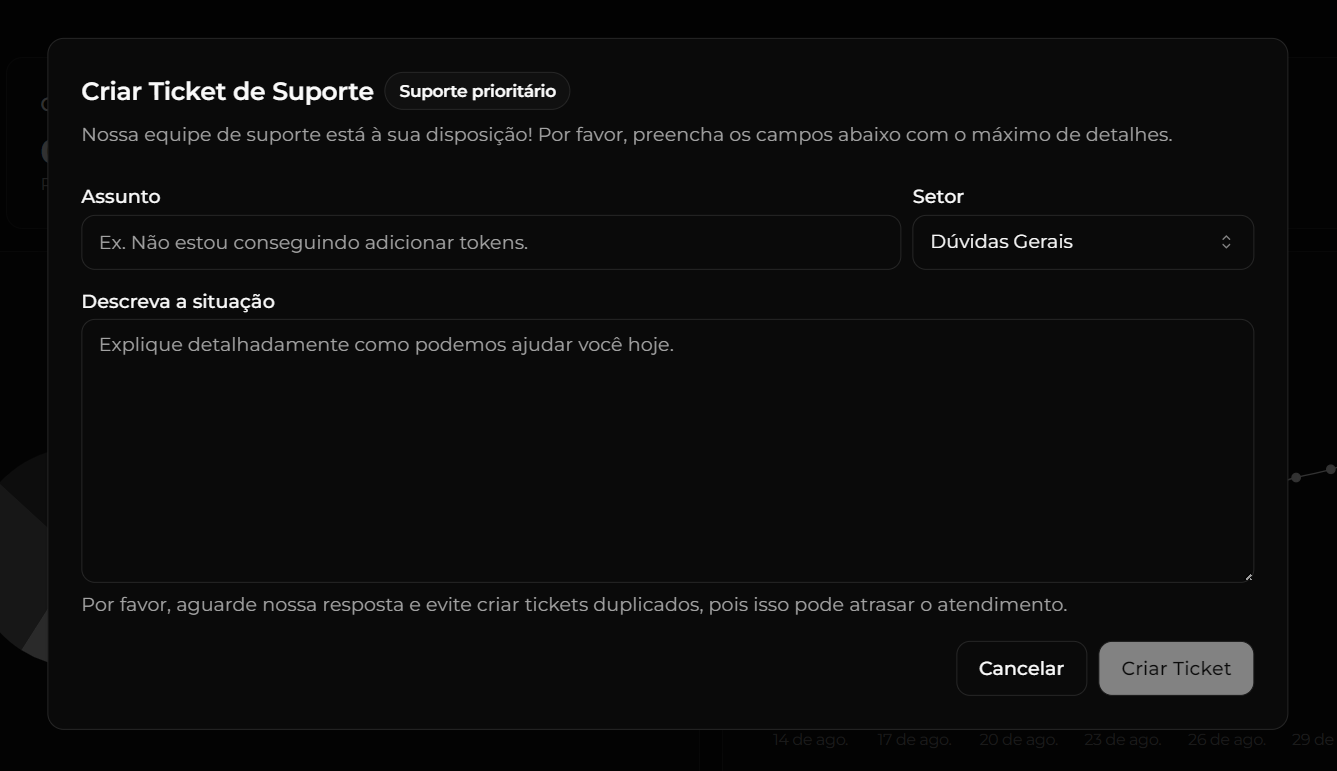 Criar Ticket de Suporte
Suporte prioritário
Nossa equipe de suporte está à sua disposição! Por favor, preencha os campos abaixo com o máximo de detalhes.
Assunto
Setor
Ex. Não estou conseguindo adicionar tokens.
Dúvidas Gerais
Descreva a situação
Explique detalhadamente como podemos ajudar você hoje.
Por favor, aguarde nossa resposta e evite criar tickets duplicados, pois isso pode atrasar o atendimento.
Cancelar
Criar Ticket
14 de ago. 17 de ago. 20 de ago. 23 de ago. 26 de ago. 29 de